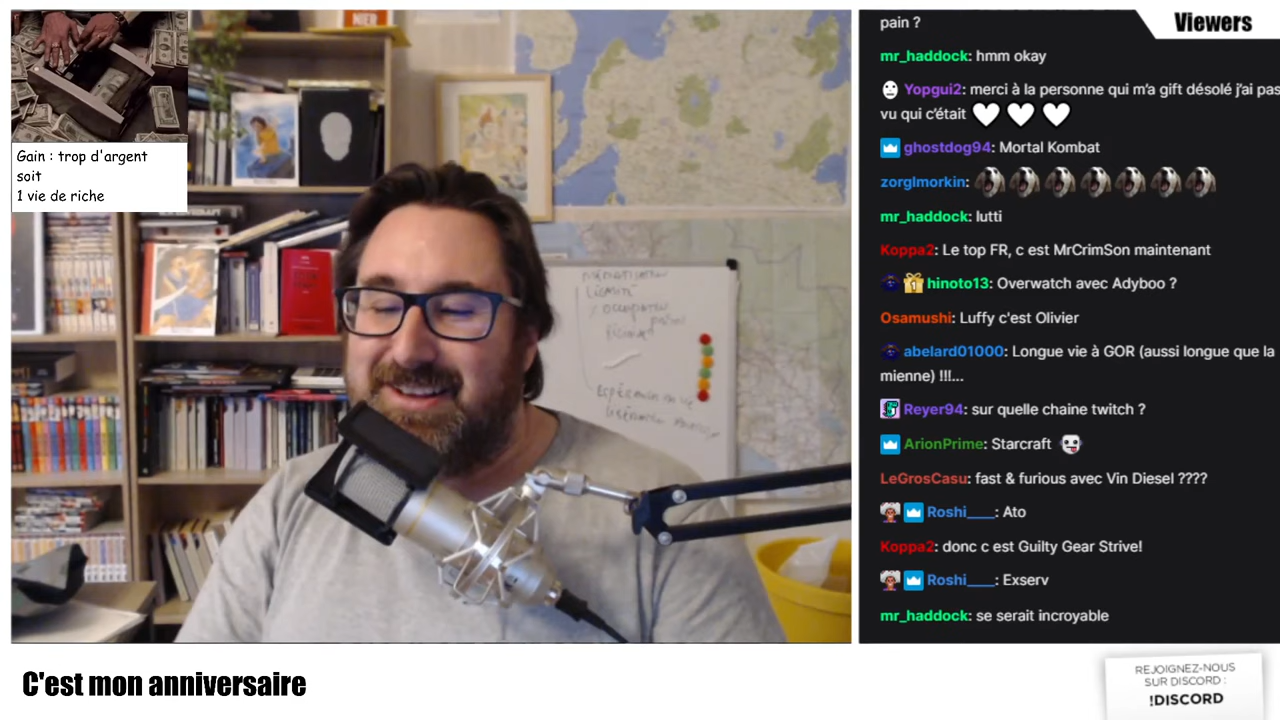 NIER
Gain : trop d'argent
soit
1 vie de riche
Viewers
pain ?
mr_haddock: hmm okay
Yopgui2: merci à la personne qui m'a gift désolé j'ai pas
vu qui c'était
ghostdog94: Mortal Kombat
zorglmorkin:
mr_haddock: lutti
Koppa2: Le top FR, c est MrCrimSon maintenant
hinoto13: Overwatch avec Adyboo ?
Osamushi: Luffy c'est Olivier
abelard01000: Longue vie à GOR (aussi longue que la
mienne) !!!...
Reyer94: sur quelle chaine twitch ?
ArionPrime: Starcraft
LeGrosCasu: fast & furious avec Vin Diesel ????
Roshi____: Ato
Koppa2: donc c est Guilty Gear Strive!
Roshi____: Exserv
mr_haddock: se serait incroyable
C'est mon anniversaire
REJOIGNEZ-NOUS
SUR DISCORD :
!DISCORD